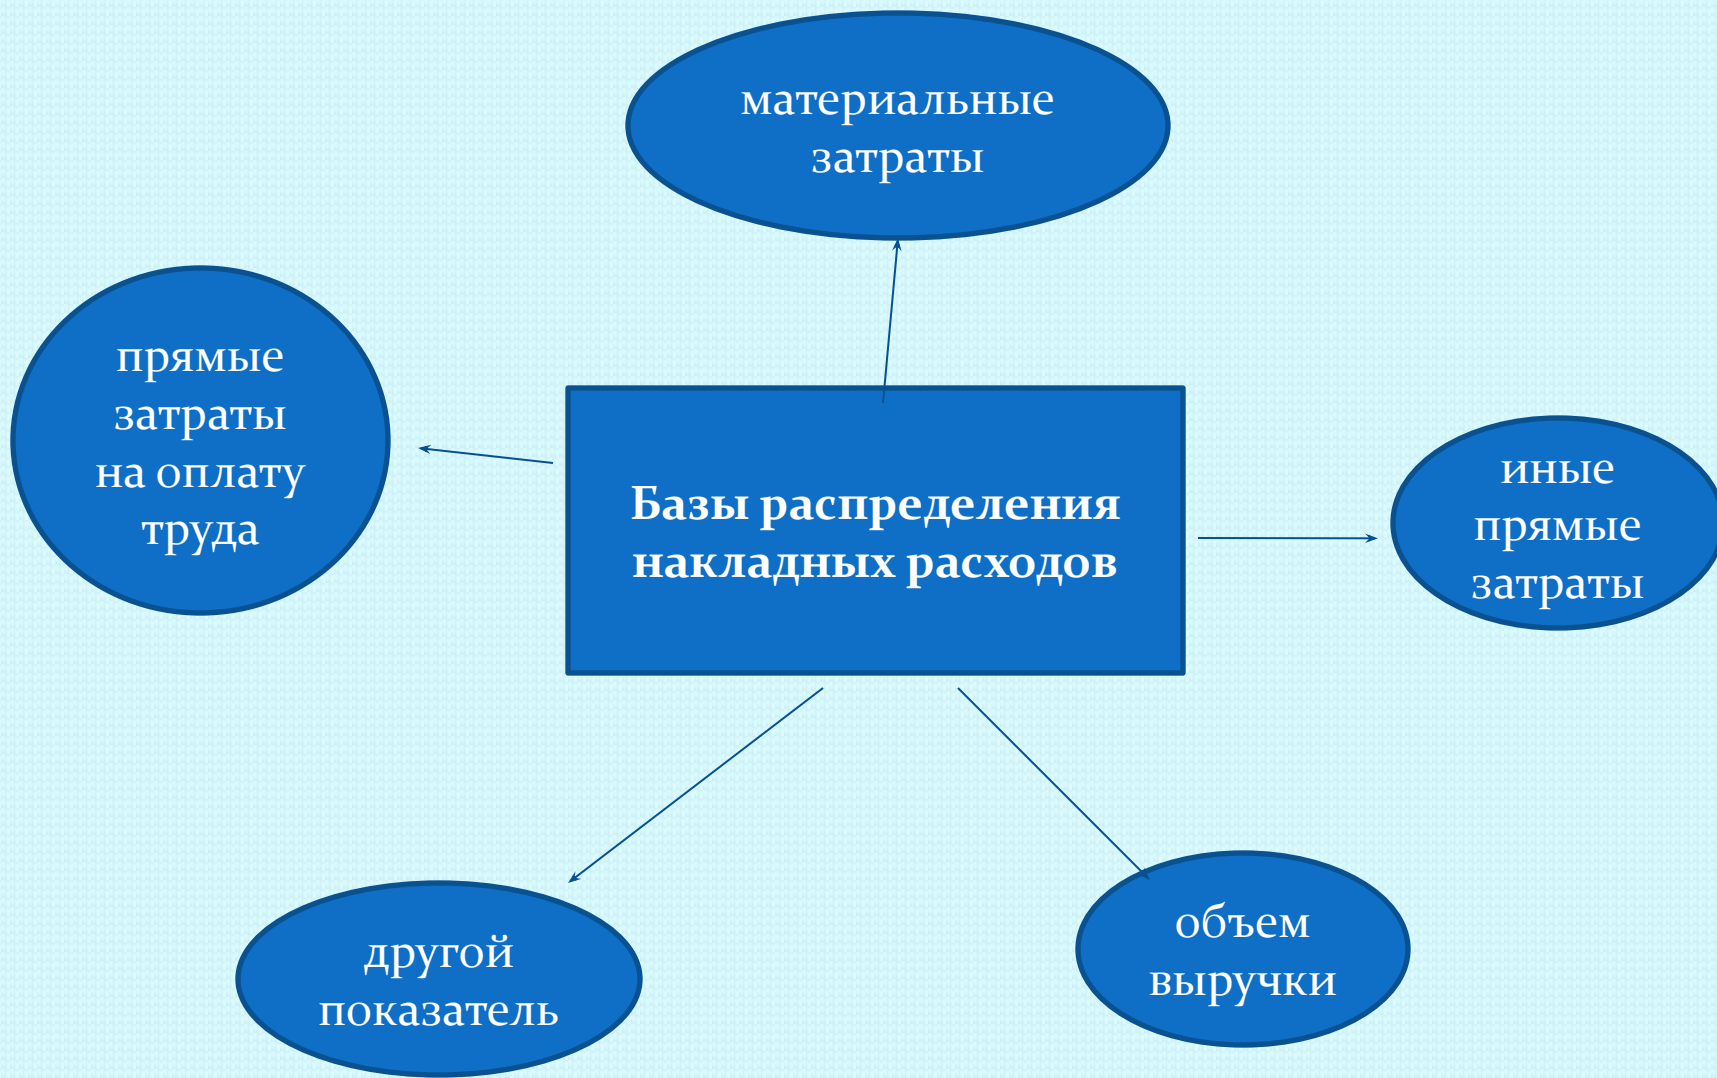 материальные
затраты
прямые
затраты
на оплату
труда
Базы распределения
накладных расходов
иные
прямые
затраты
другой
показатель
объем
выручки